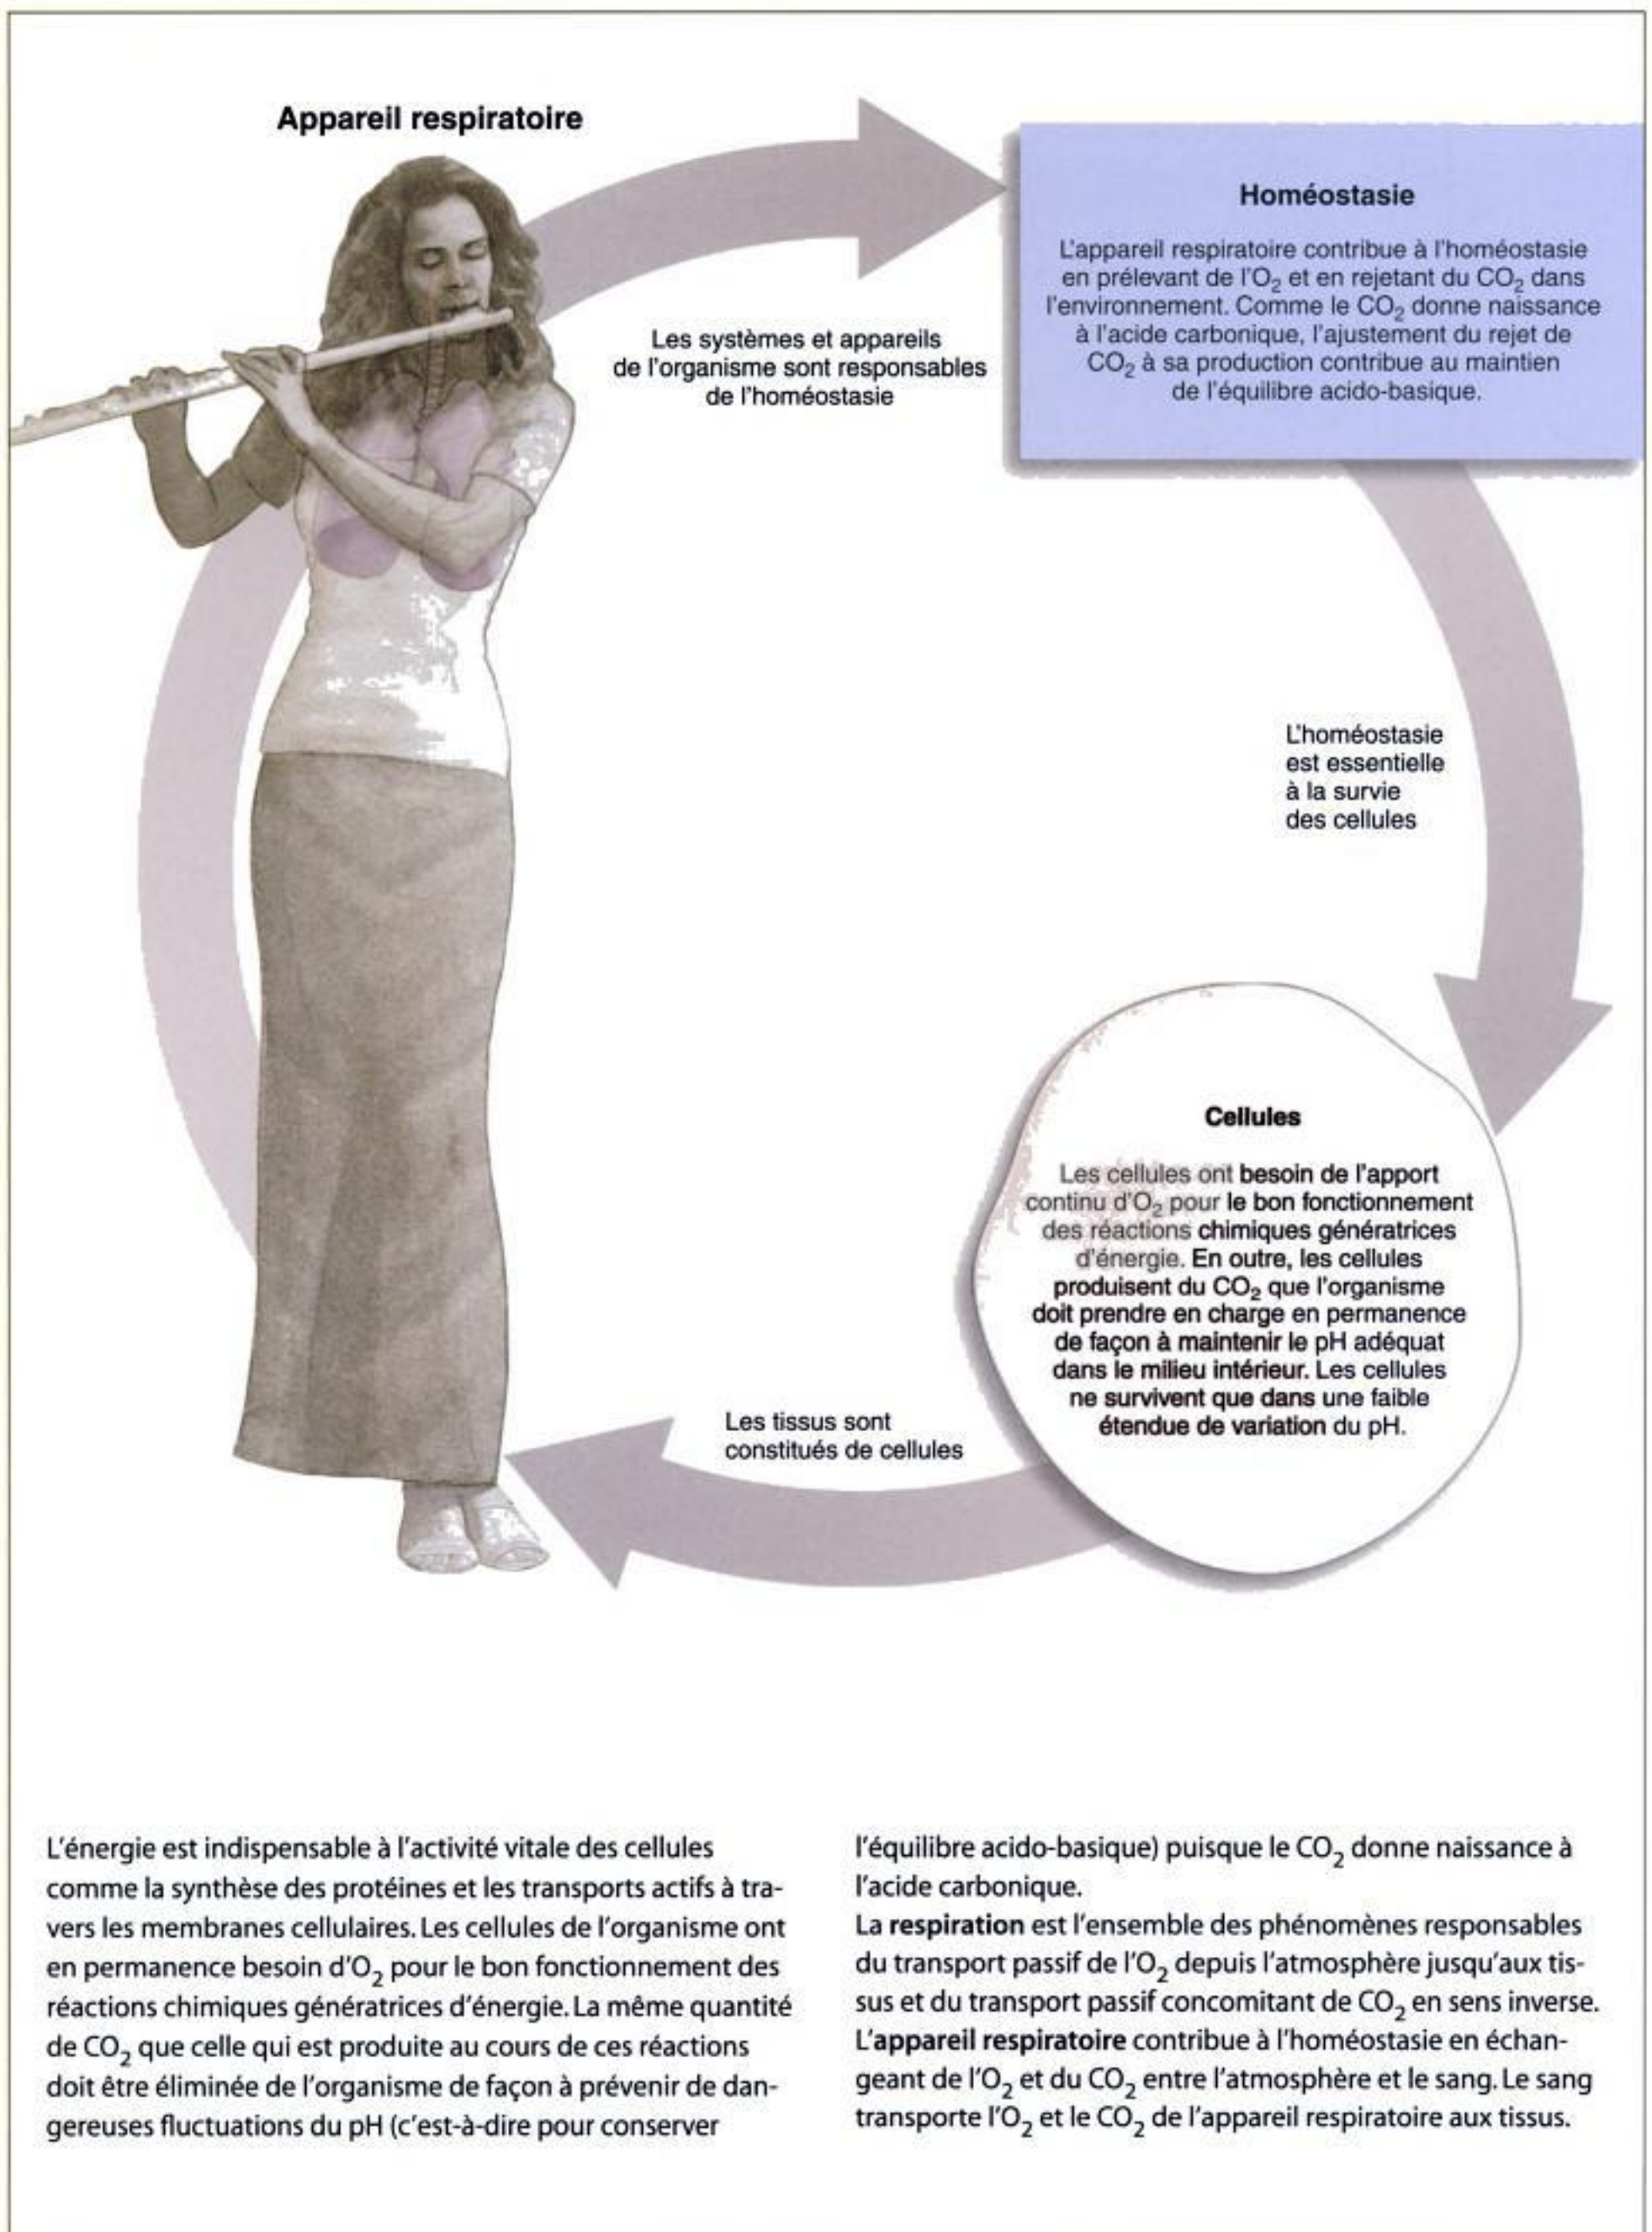 Appareil respiratoire
Homéostasie
L'appareil respiratoire contribue à l'homéostasie
en prélevant de l'O₂ et en rejetant du CO₂ dans
l'environnement. Comme le CO₂ donne naissance
à l'acide carbonique, l'ajustement du rejet de
CO₂ à sa production contribue au maintien
de l'équilibre acido-basique.
Les systèmes et appareils
de l'organisme sont responsables
de l'homéostasie
L'homéostasie
est essentielle
à la survie
des cellules
Cellules
Les cellules ont besoin de l'apport
continu d'O₂ pour le bon fonctionnement
des réactions chimiques génératrices
d'énergie. En outre, les cellules
produisent du CO₂ que l'organisme
doit prendre en charge en permanence
de façon à maintenir le pH adéquat
dans le milieu intérieur. Les cellules
ne survivent que dans une faible
étendue de variation du pH.
Les tissus sont
constitués de cellules
L'énergie est indispensable à l'activité vitale des cellules
comme la synthèse des protéines et les transports actifs à tra-
vers les membranes cellulaires. Les cellules de l'organisme ont
en permanence besoin d'O₂ pour le bon fonctionnement des
réactions chimiques génératrices d'énergie. La même quantité
de CO₂ que celle qui est produite au cours de ces réactions
doit être éliminée de l'organisme de façon à prévenir de dan-
gereuses fluctuations du pH (c'est-à-dire pour conserver
l'équilibre acido-basique) puisque le CO₂ donne naissance à
l'acide carbonique.
La respiration est l'ensemble des phénomènes responsables
du transport passif de l'O₂ depuis l'atmosphère jusqu'aux tis-
sus et du transport passif concomitant de CO₂ en sens inverse.
L'appareil respiratoire contribue à l'homéostasie en échan-
geant de l'O₂ et du CO₂ entre l'atmosphère et le sang. Le sang
transporte l'O₂ et le CO₂ de l'appareil respiratoire aux tissus.